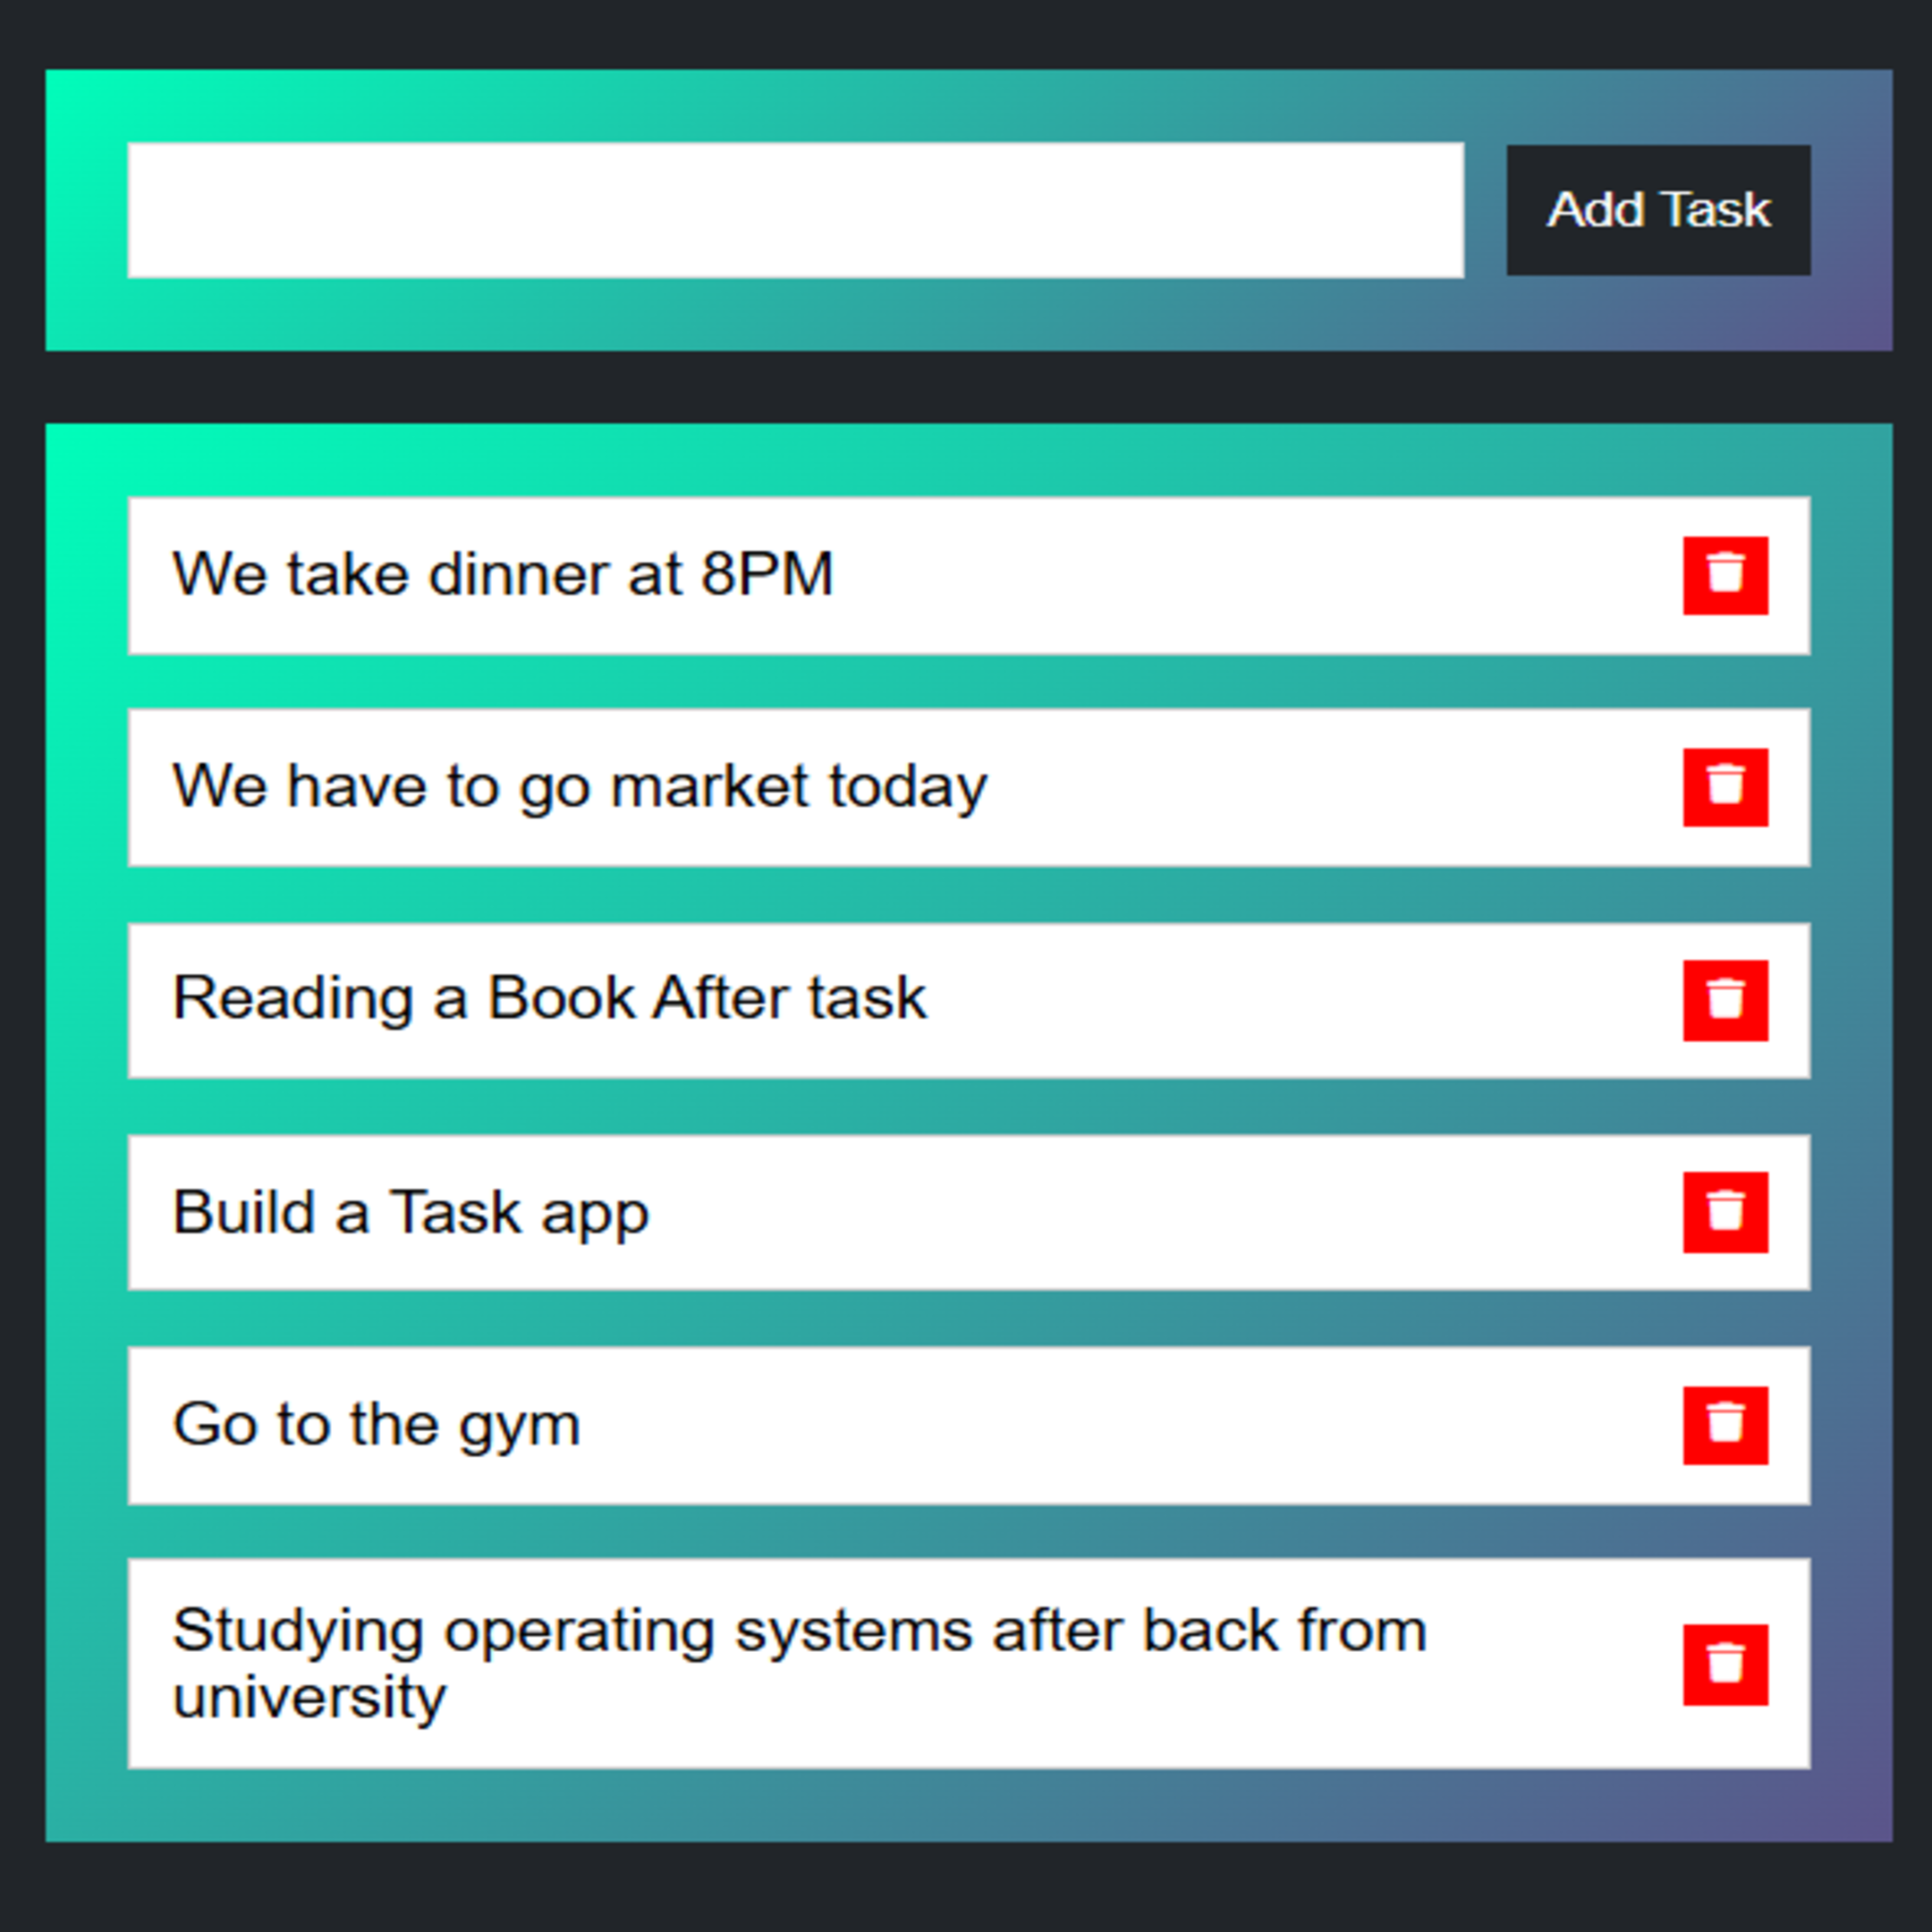 Add Task
We take dinner at 8PM
We have to go market today
Reading a Book After task
Build a Task app
Go to the gym
Studying operating systems after back from
university